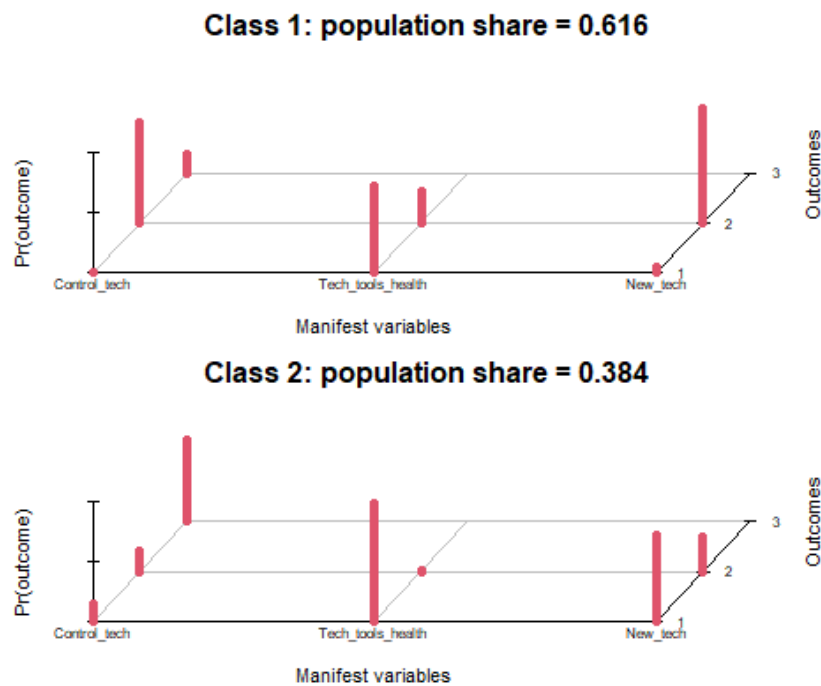 Class 1: population share = 0.616
Pr(outcome)
Outcomes
3
2
1
Control_tech Tech_tools_health New_tech
Manifest variables
Class 2: population share = 0.384
Pr(outcome)
Outcomes
3
2
1
Control_tech Tech_tools_health New_tech
Manifest variables